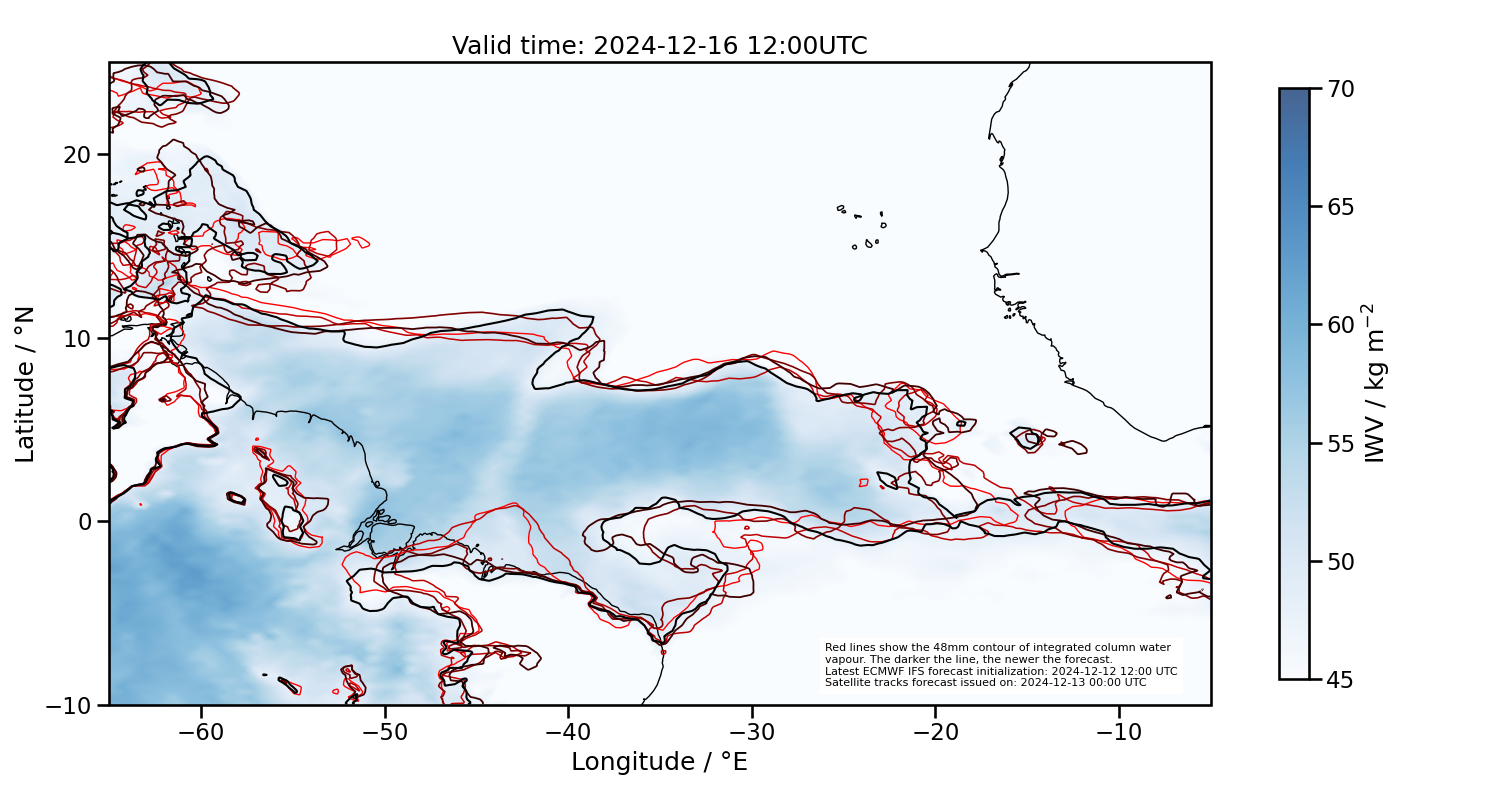 Valid time: 2024-12-16 12:00UTC
Latitude / °N
20
10
0
−10
−60
−50
−40
−30
−20
−10
Longitude / °E
70
65
60
55
50
45
IWV / kg m⁻²
Red lines show the 48mm contour of integrated column water
vapour. The darker the line, the newer the forecast.
Latest ECMWF IFS forecast initialization: 2024-12-12 12:00 UTC
Satellite tracks forecast issued on: 2024-12-13 00:00 UTC